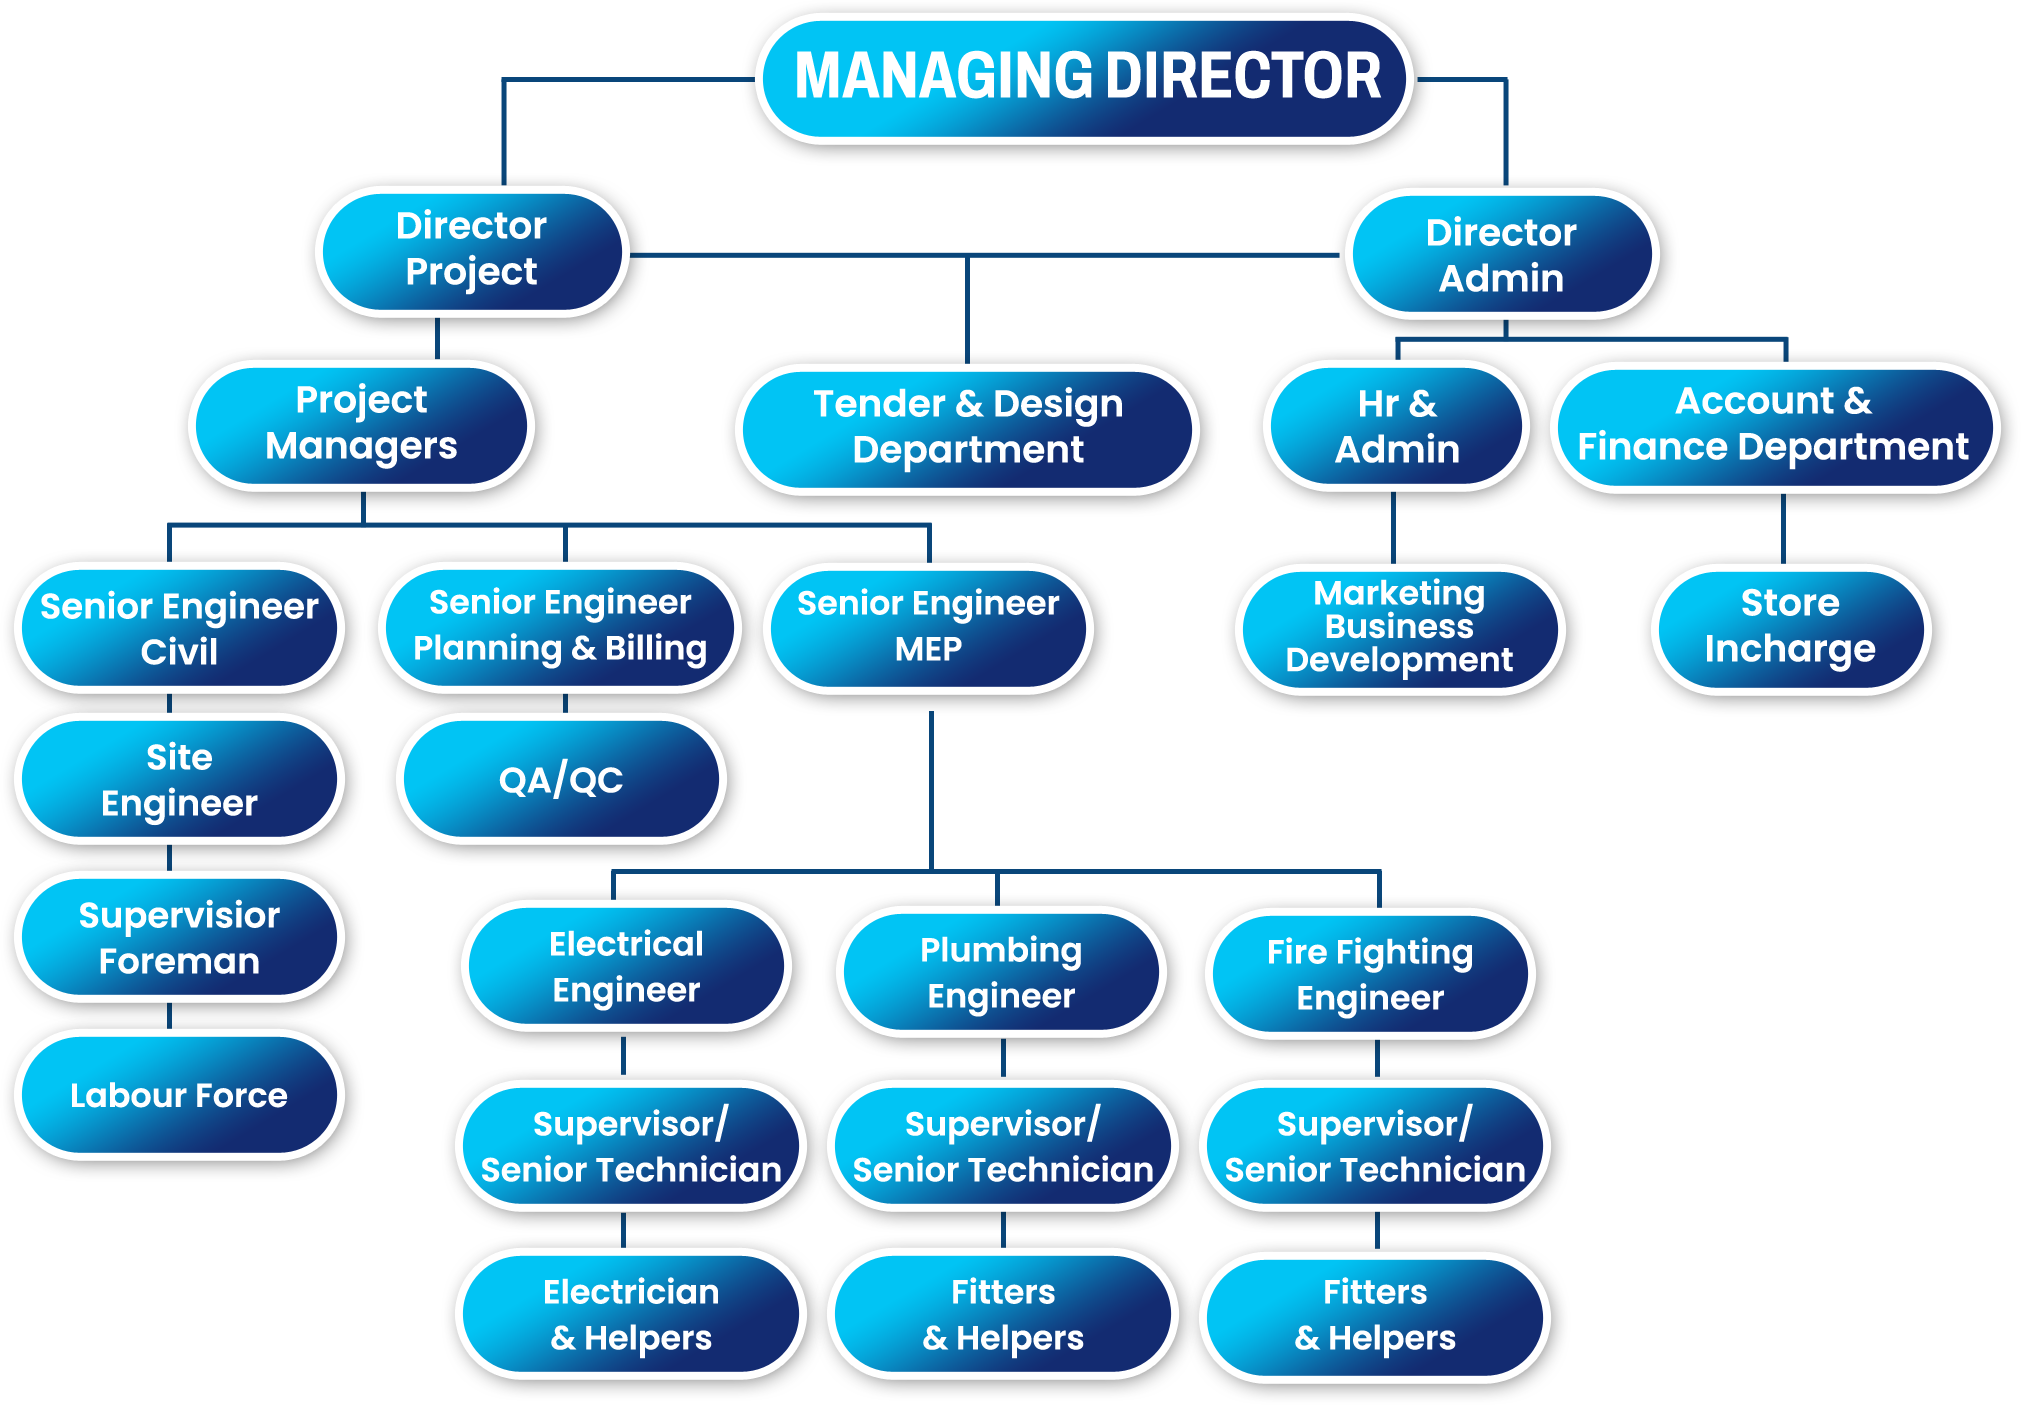 MANAGING DIRECTOR
Director
Project
Director
Admin
Project
Managers
Tender & Design
Department
Hr &
Admin
Account &
Finance Department
Senior Engineer
Civil
Senior Engineer
Planning & Billing
Senior Engineer
MEP
Marketing
Business
Development
Store
Incharge
Site
Engineer
QA/QC
Supervisior
Foreman
Electrical
Engineer
Plumbing
Engineer
Fire Fighting
Engineer
Labour Force
Supervisor/
Senior Technician
Supervisor/
Senior Technician
Supervisor/
Senior Technician
Electrician
& Helpers
Fitters
& Helpers
Fitters
& Helpers